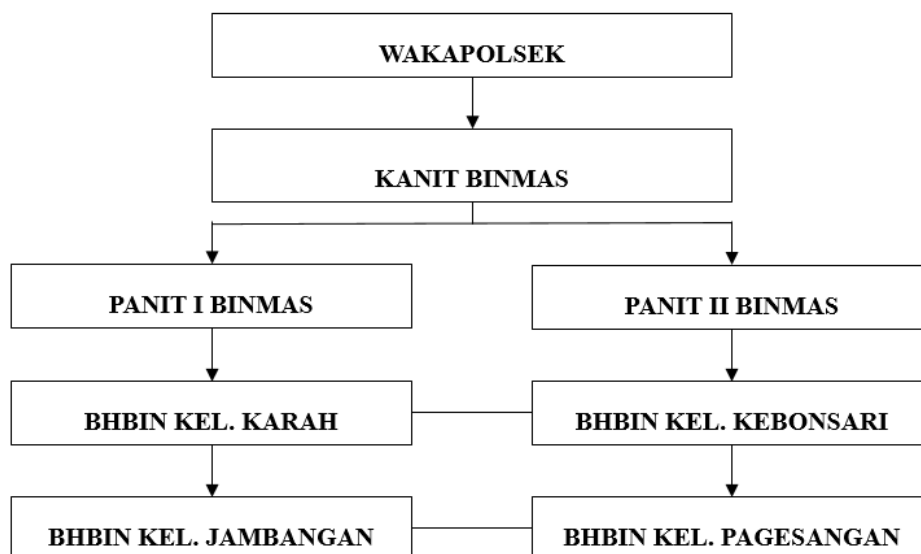 WAKAPOLSEK
KANIT BINMAS
PANIT I BINMAS
PANIT II BINMAS
BHBIN KEL. KARAH
BHBIN KEL. KEBONSARI
BHBIN KEL. JAMBANGAN
BHBIN KEL. PAGESANGAN